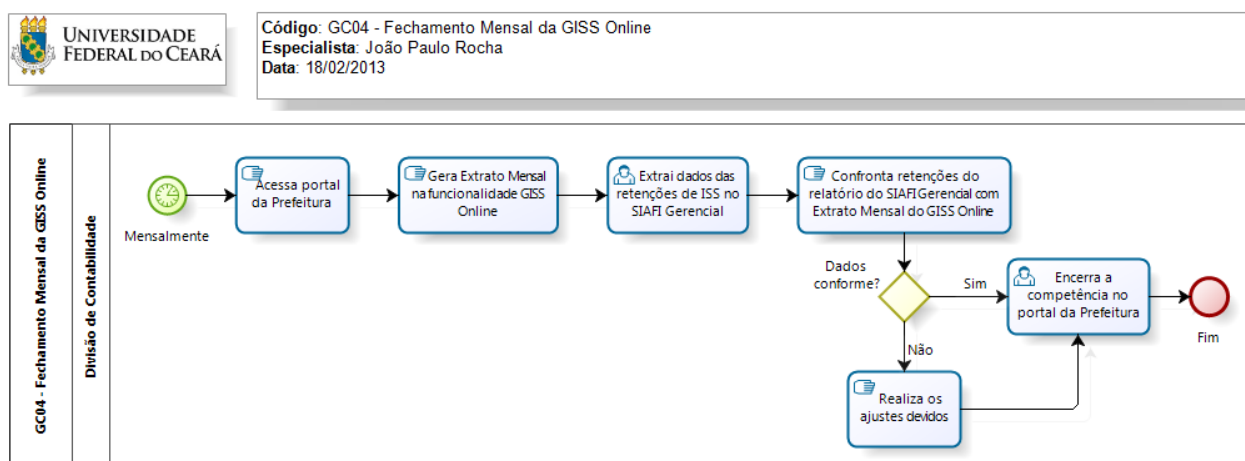 UNIVERSIDADE
FEDERAL DO CEARÁ
Código: GC04 - Fechamento Mensal da GISS Online
Especialista: João Paulo Rocha
Data: 18/02/2013
GC04 - Fechamento Mensal da GISS Online
Divisão de Contabilidade
Mensalmente
Acessa portal
da Prefeitura
Gera Extrato Mensal
na funcionalidade GISS
Online
Extrai dados das
retenções de ISS no
SIAFI Gerencial
Confronta retenções do
relatório do SIAFI Gerencial com
Extrato Mensal do GISS Online
Dados
conforme?
Sim
Não
Realiza os
ajustes devidos
Encerra a
competência no
portal da Prefeitura
Fim